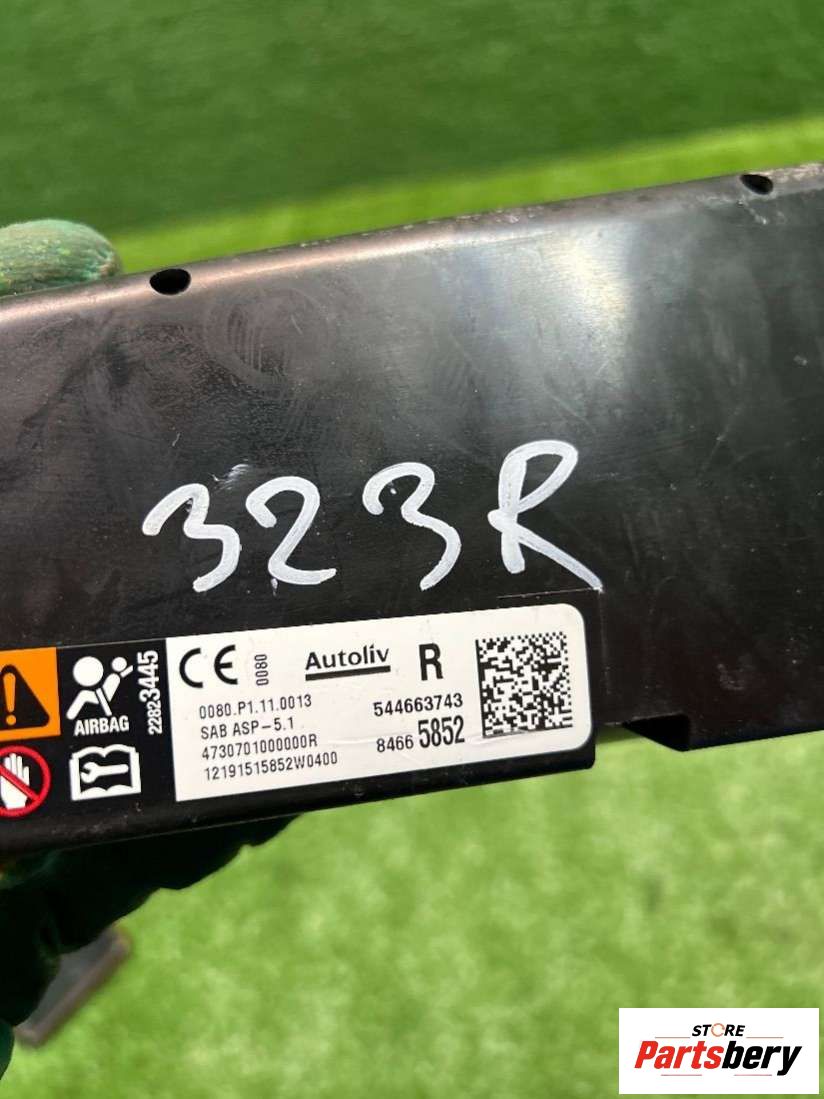 323R
22823445
AIRBAG
CE 0080 Autoliv R
0080.P1.11.0013
SAB ASP-5.1 544663743
4730701000000R
12191515852W0400 8466 5852
STORE
Partsbery